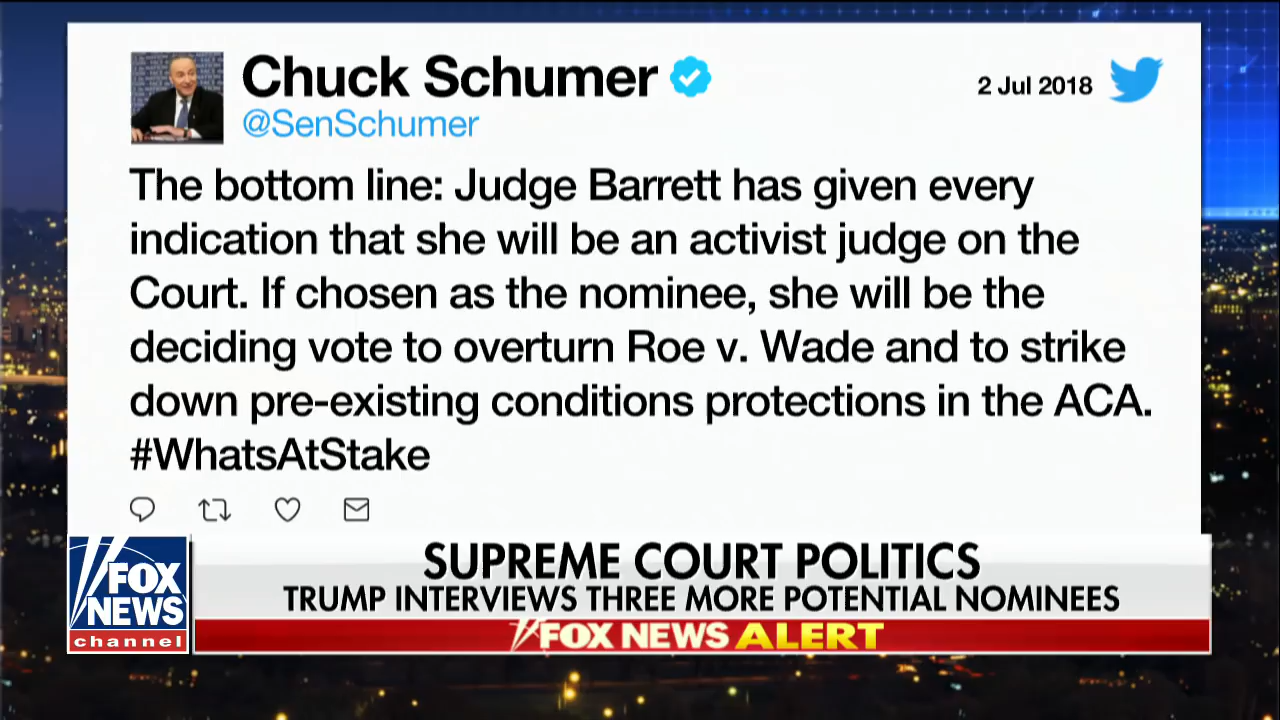 Chuck Schumer
@SenSchumer
2 Jul 2018
The bottom line: Judge Barrett has given every
indication that she will be an activist judge on the
Court. If chosen as the nominee, she will be the
deciding vote to overturn Roe v. Wade and to strike
down pre-existing conditions protections in the ACA.
#WhatsAtStake
SUPREME COURT POLITICS
TRUMP INTERVIEWS THREE MORE POTENTIAL NOMINEES
FOX NEWS ALERT
FOX
NEWS
channel